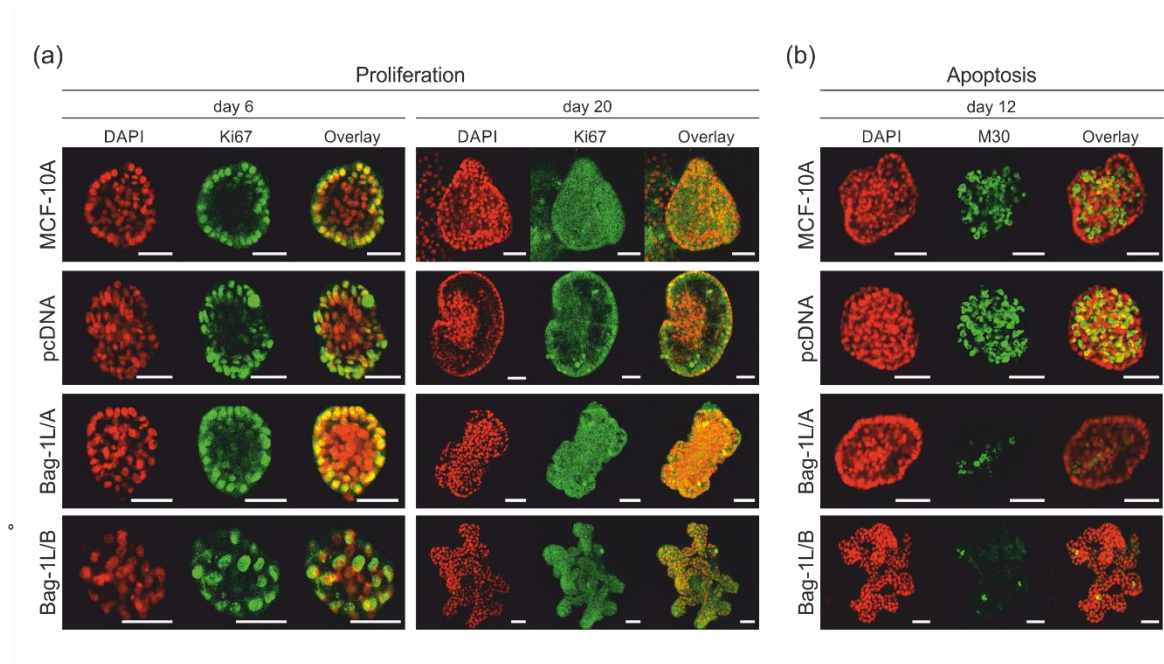 (a)
Proliferation
day 6
day 20
DAPI Ki67 Overlay
DAPI Ki67 Overlay
MCF-10A
pcDNA
Bag-1L/A
Bag-1L/B
(b)
Apoptosis
day 12
DAPI M30 Overlay
MCF-10A
pcDNA
Bag-1L/A
Bag-1L/B